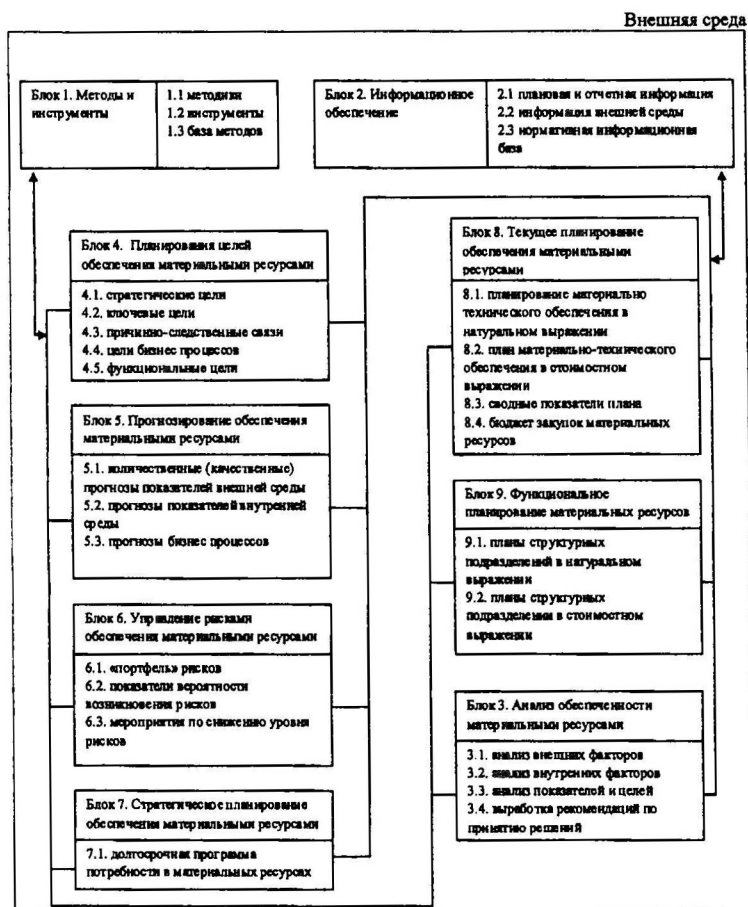 Внешняя среда
Блок 1. Методы и
инструменты
1.1 методики
1.2 инструменты
1.3 база методов
Блок 2. Информационное
обеспечение
2.1 плановая и отчетная информация
2.2 информация внешней среды
2.3 нормативная информационная
база
Блок 4. Планирования целей
обеспечения материальными ресурсами
4.1. стратегические цели
4.2. ключевые цели
4.3. причинно-следственные связи
4.4. цели бизнес процессов
4.5. функциональные цели
Блок 5. Прогнозирование обеспечения
материальными ресурсами
5.1. количественные (качественные)
прогнозы показателей внешней среды
5.2. прогнозы показателей внутренней
среды
5.3. прогнозы бизнес процессов
Блок 6. Управление рисками
обеспечения материальными ресурсами
6.1. «портфель» рисков
6.2. показатели вероятности
возникновения рисков
6.3. мероприятия по снижению уровня
рисков
Блок 7. Стратегическое планирование
обеспечения материальными ресурсами
7.1. долгосрочная программа
потребности в материальных ресурсах
Блок 8. Текущее планирование
обеспечения материальными
ресурсами
8.1. планирование материально
технического обеспечения в
натуральном выражении
8.2. план материально-технического
обеспечения в стоимостном
выражении
8.3. сводные показатели плана
8.4. бюджет закупок материальных
ресурсов
Блок 9. Функциональное
планирование материальных ресурсов
9.1. планы структурных
подразделений в натуральном
выражении
9.2. планы структурных
подразделении в стоимостном
выражении
Блок 3. Анализ обеспеченности
материальными ресурсами
3.1. анализ внешних факторов
3.2. анализ внутренних факторов
3.3. анализ показателей и целей
3.4. выработка рекомендаций по
принятию решений